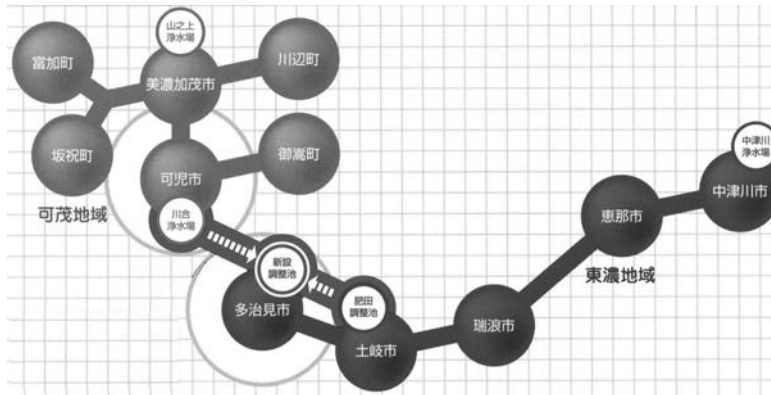 山之上
浄水場
富加町
美濃加茂市
川辺町
坂祝町
可児市
御嵩町
中津川
浄水場
中津川市
可茂地域
川合
浄水場
恵那市
新設
調整池
東濃地域
肥田
調整池
多治見市
土岐市
瑞浪市